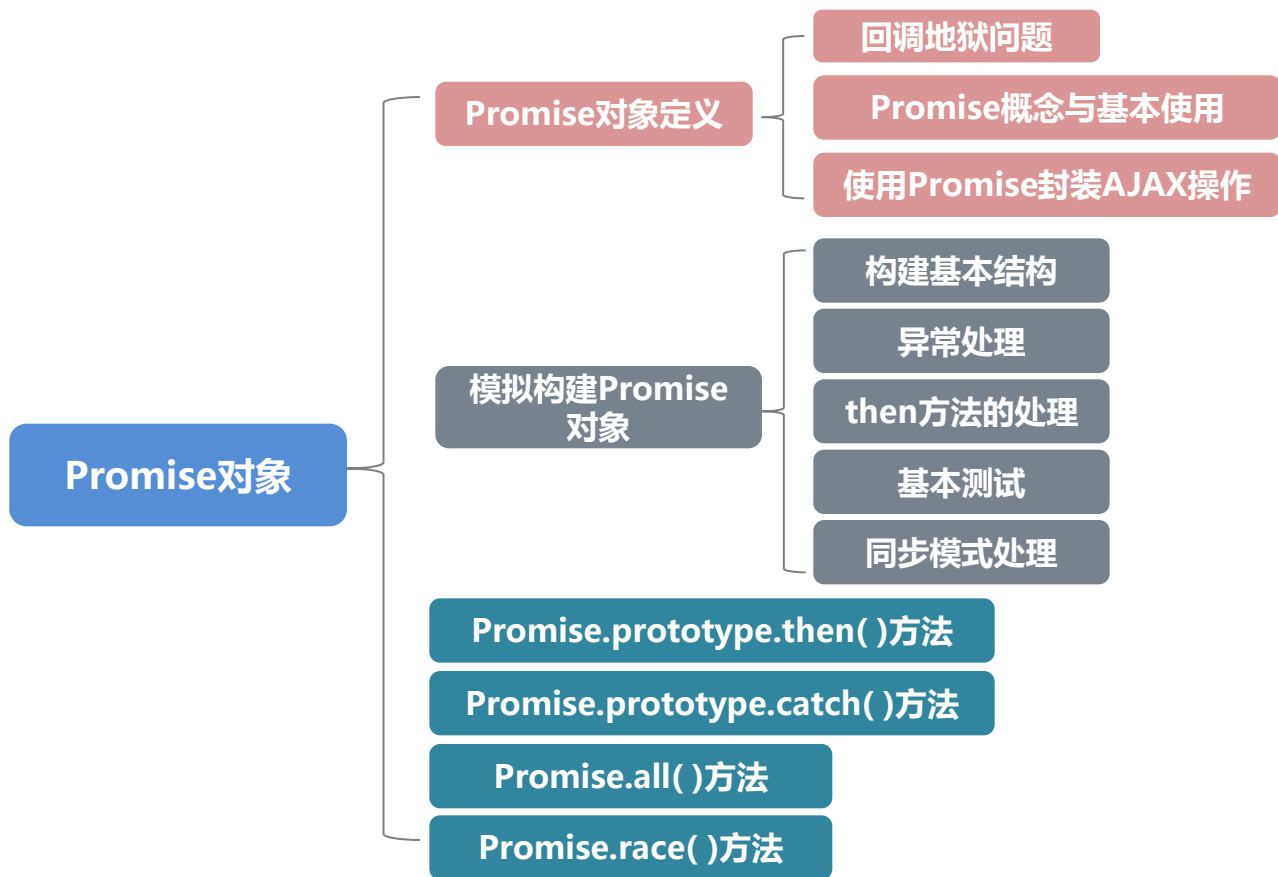 Promise对象
Promise对象定义
回调地狱问题
Promise概念与基本使用
使用Promise封装AJAX操作
模拟构建Promise
对象
构建基本结构
异常处理
then方法的处理
基本测试
同步模式处理
Promise.prototype.then( )方法
Promise.prototype.catch( )方法
Promise.all( )方法
Promise.race( )方法